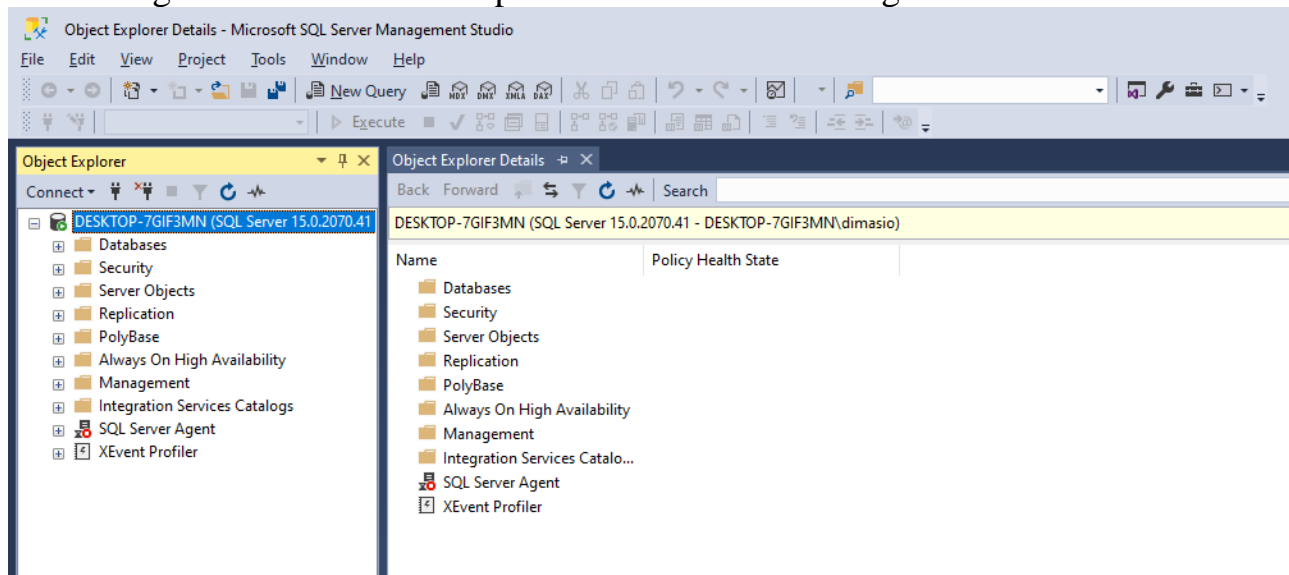 Object Explorer Details - Microsoft SQL Server Management Studio
File Edit View Project Tools Window Help
New Query MDX DMX XMLA DAX
Execute
Object Explorer
Connect
DESKTOP-7GIF3MN (SQL Server 15.0.2070.41
Databases
Security
Server Objects
Replication
PolyBase
Always On High Availability
Management
Integration Services Catalogs
SQL Server Agent
XEvent Profiler
Object Explorer Details
Back Forward Search
DESKTOP-7GIF3MN (SQL Server 15.0.2070.41 - DESKTOP-7GIF3MN\dimasio)
Name Policy Health State
Databases
Security
Server Objects
Replication
PolyBase
Always On High Availability
Management
Integration Services Catalo...
SQL Server Agent
XEvent Profiler